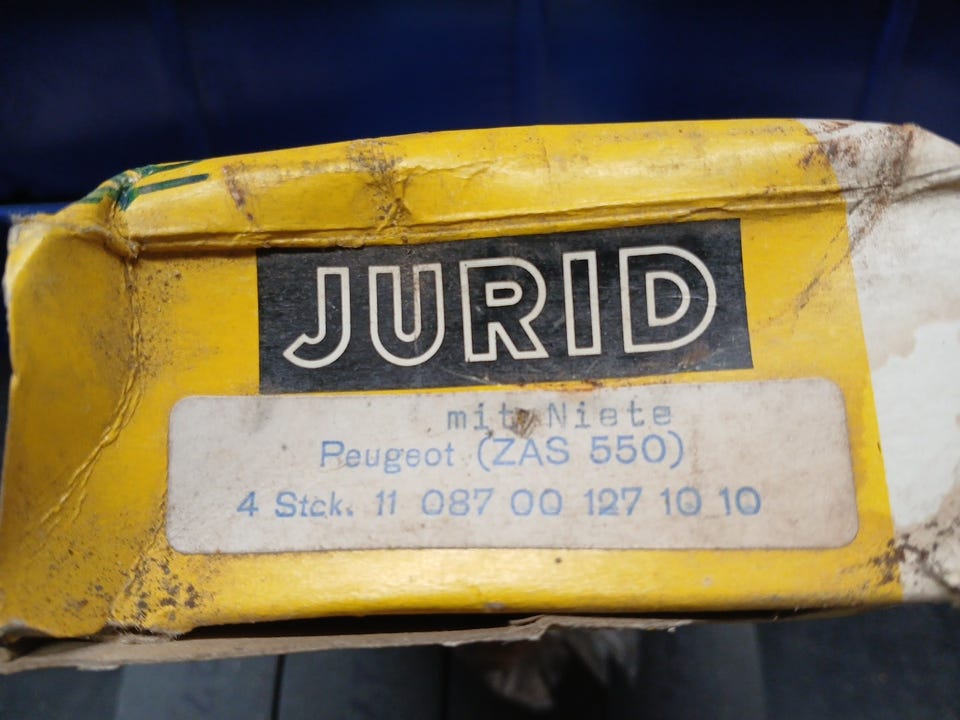 JURID
mit Niete
Peugeot (ZAS 550)
4 Stck. 11 087 00 127 10 10